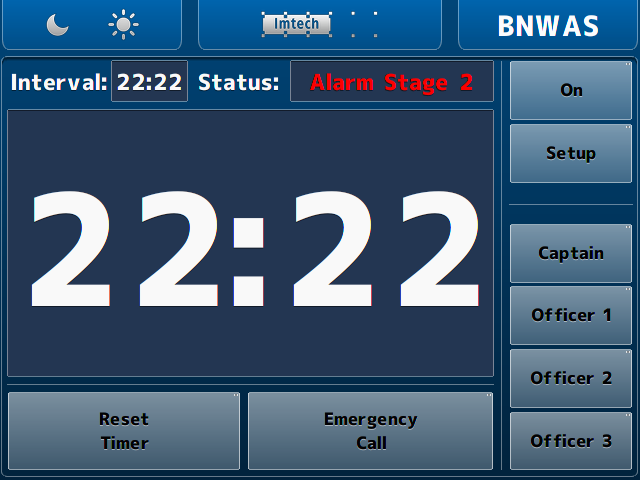 Imtech
BNWAS
Interval: 22:22 Status: Alarm Stage 2
On
Setup
22:22
Captain
Officer 1
Officer 2
Officer 3
Reset
Timer
Emergency
Call